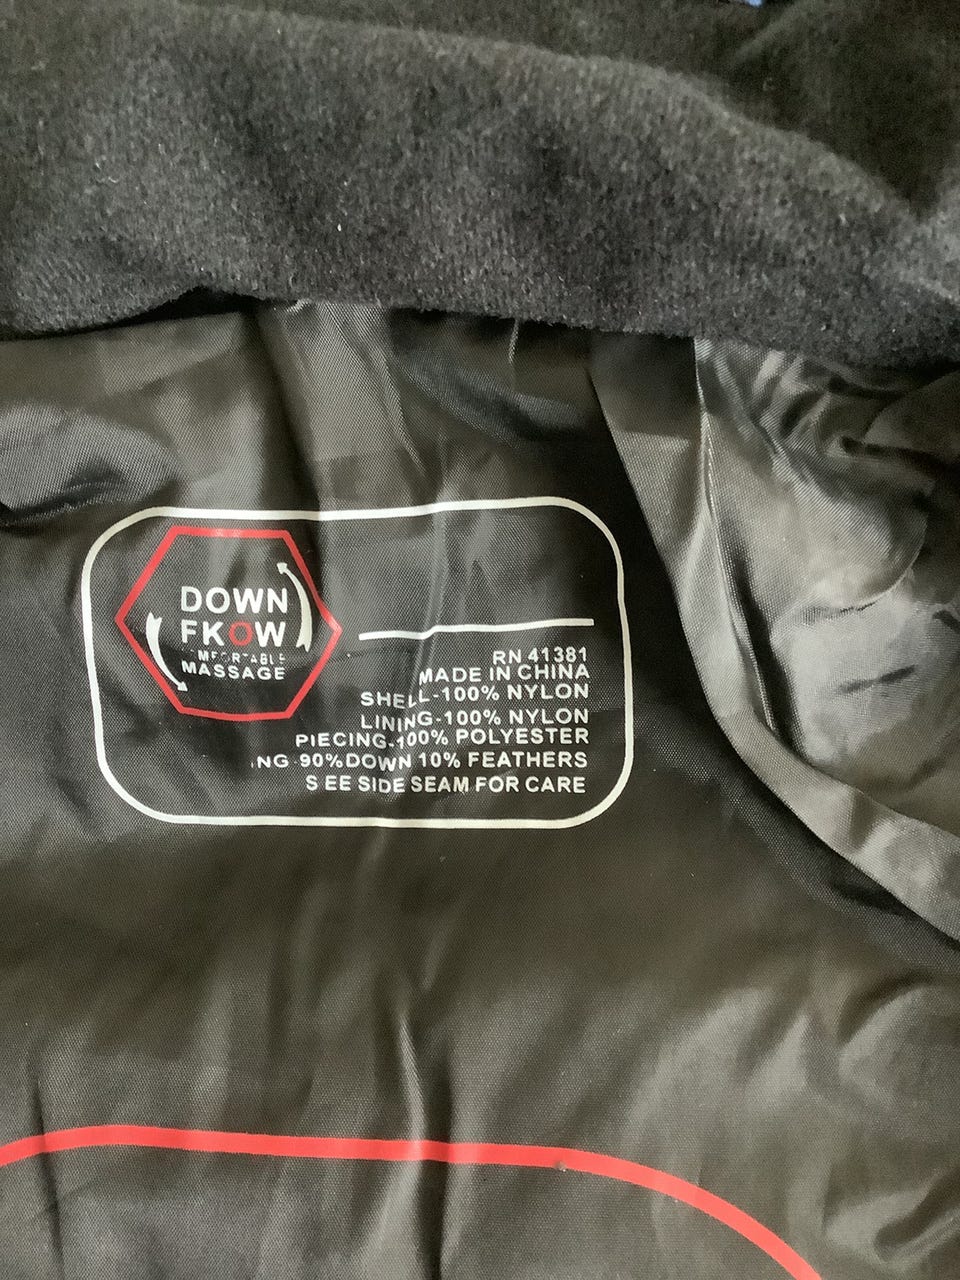 DOWN
FKOW
MASSAGE
RN 41381
MADE IN CHINA
SHELL-100% NYLON
LINING-100% NYLON
PIECING-100% POLYESTER
90%DOWN 10% FEATHERS
S EE SIDE SEAM FOR CARE